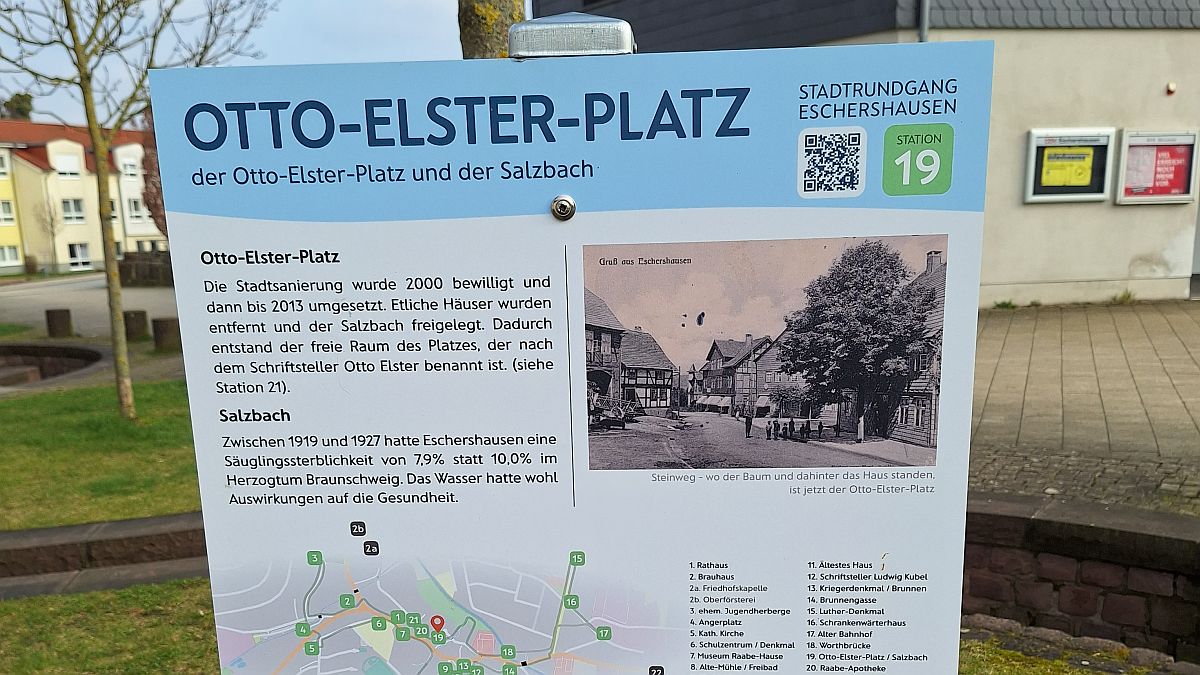 OTTO-ELSTER-PLATZ
der Otto-Elster-Platz und der Salzbach
STADTRUNDGANG
ESCHERSHAUSEN
STATION
19
Otto-Elster-Platz
Die Stadtsanierung wurde 2000 bewilligt und
dann bis 2013 umgesetzt. Etliche Häuser wurden
entfernt und der Salzbach freigelegt. Dadurch
entstand der freie Raum des Platzes, der nach
dem Schriftsteller Otto Elster benannt ist. (siehe
Station 21).
Salzbach
Zwischen 1919 und 1927 hatte Eschershausen eine
Säuglingssterblichkeit von 7,9% statt 10,0% im
Herzogtum Braunschweig. Das Wasser hatte wohl
Auswirkungen auf die Gesundheit.
Gruß aus Eschershausen
Steinweg - wo der Baum und dahinter das Haus standen,
ist jetzt der Otto-Elster-Platz
2b
2a
3
2
4
5
6
1
21
7
20
19
9
13
12
14
18
15
16
17
22
1. Rathaus
2. Brauhaus
2a. Friedhofskapelle
2b. Oberförsterei
3. ehem. Jugendherberge
4. Angerplatz
5. Kath. Kirche
6. Schulzentrum / Denkmal
7. Museum Raabe-Hause
8. Alte-Mühle / Freibad
11. Ältestes Haus
12. Schriftsteller Ludwig Kubel
13. Kriegerdenkmal / Brunnen
14. Brunnengasse
15. Luther-Denkmal
16. Schrankenwärterhaus
17. Alter Bahnhof
18. Worthbrücke
19. Otto-Elster-Platz / Salzbach
20. Raabe-Apotheke